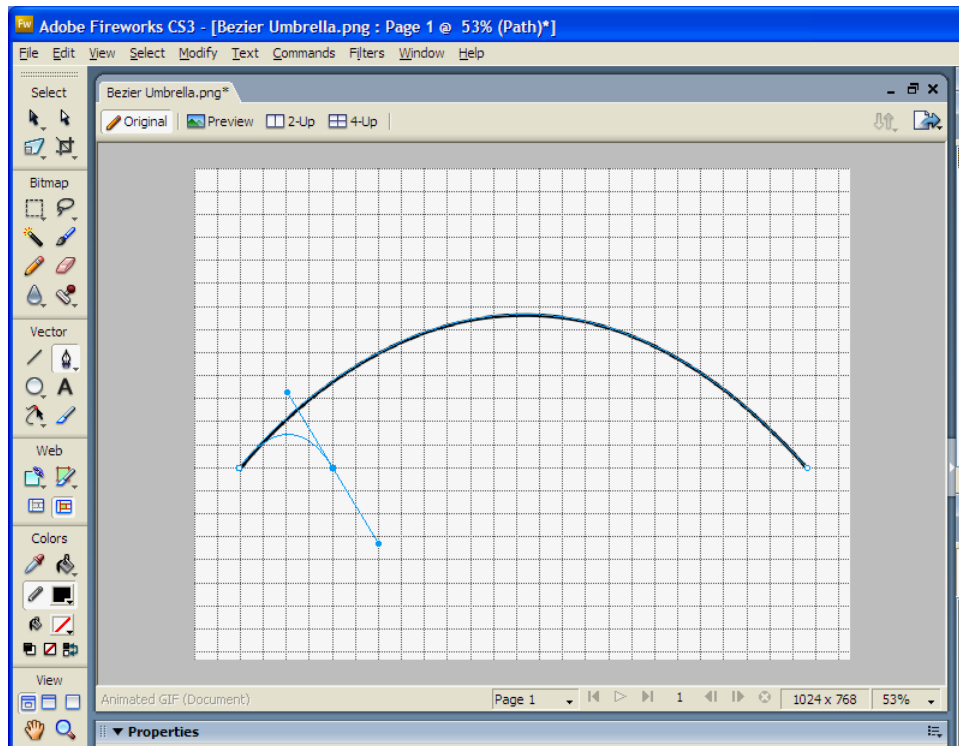 Fw Adobe Fireworks CS3 - [Bezier Umbrella.png : Page 1 @ 53% (Path)*]
File Edit View Select Modify Text Commands Filters Window Help
Select
Bezier Umbrella.png*
Original Preview 2-Up 4-Up
Bitmap
Vector
A
Web
Colors
View
Animated GIF (Document) Page 1 1 1024 x 768 53%
Properties